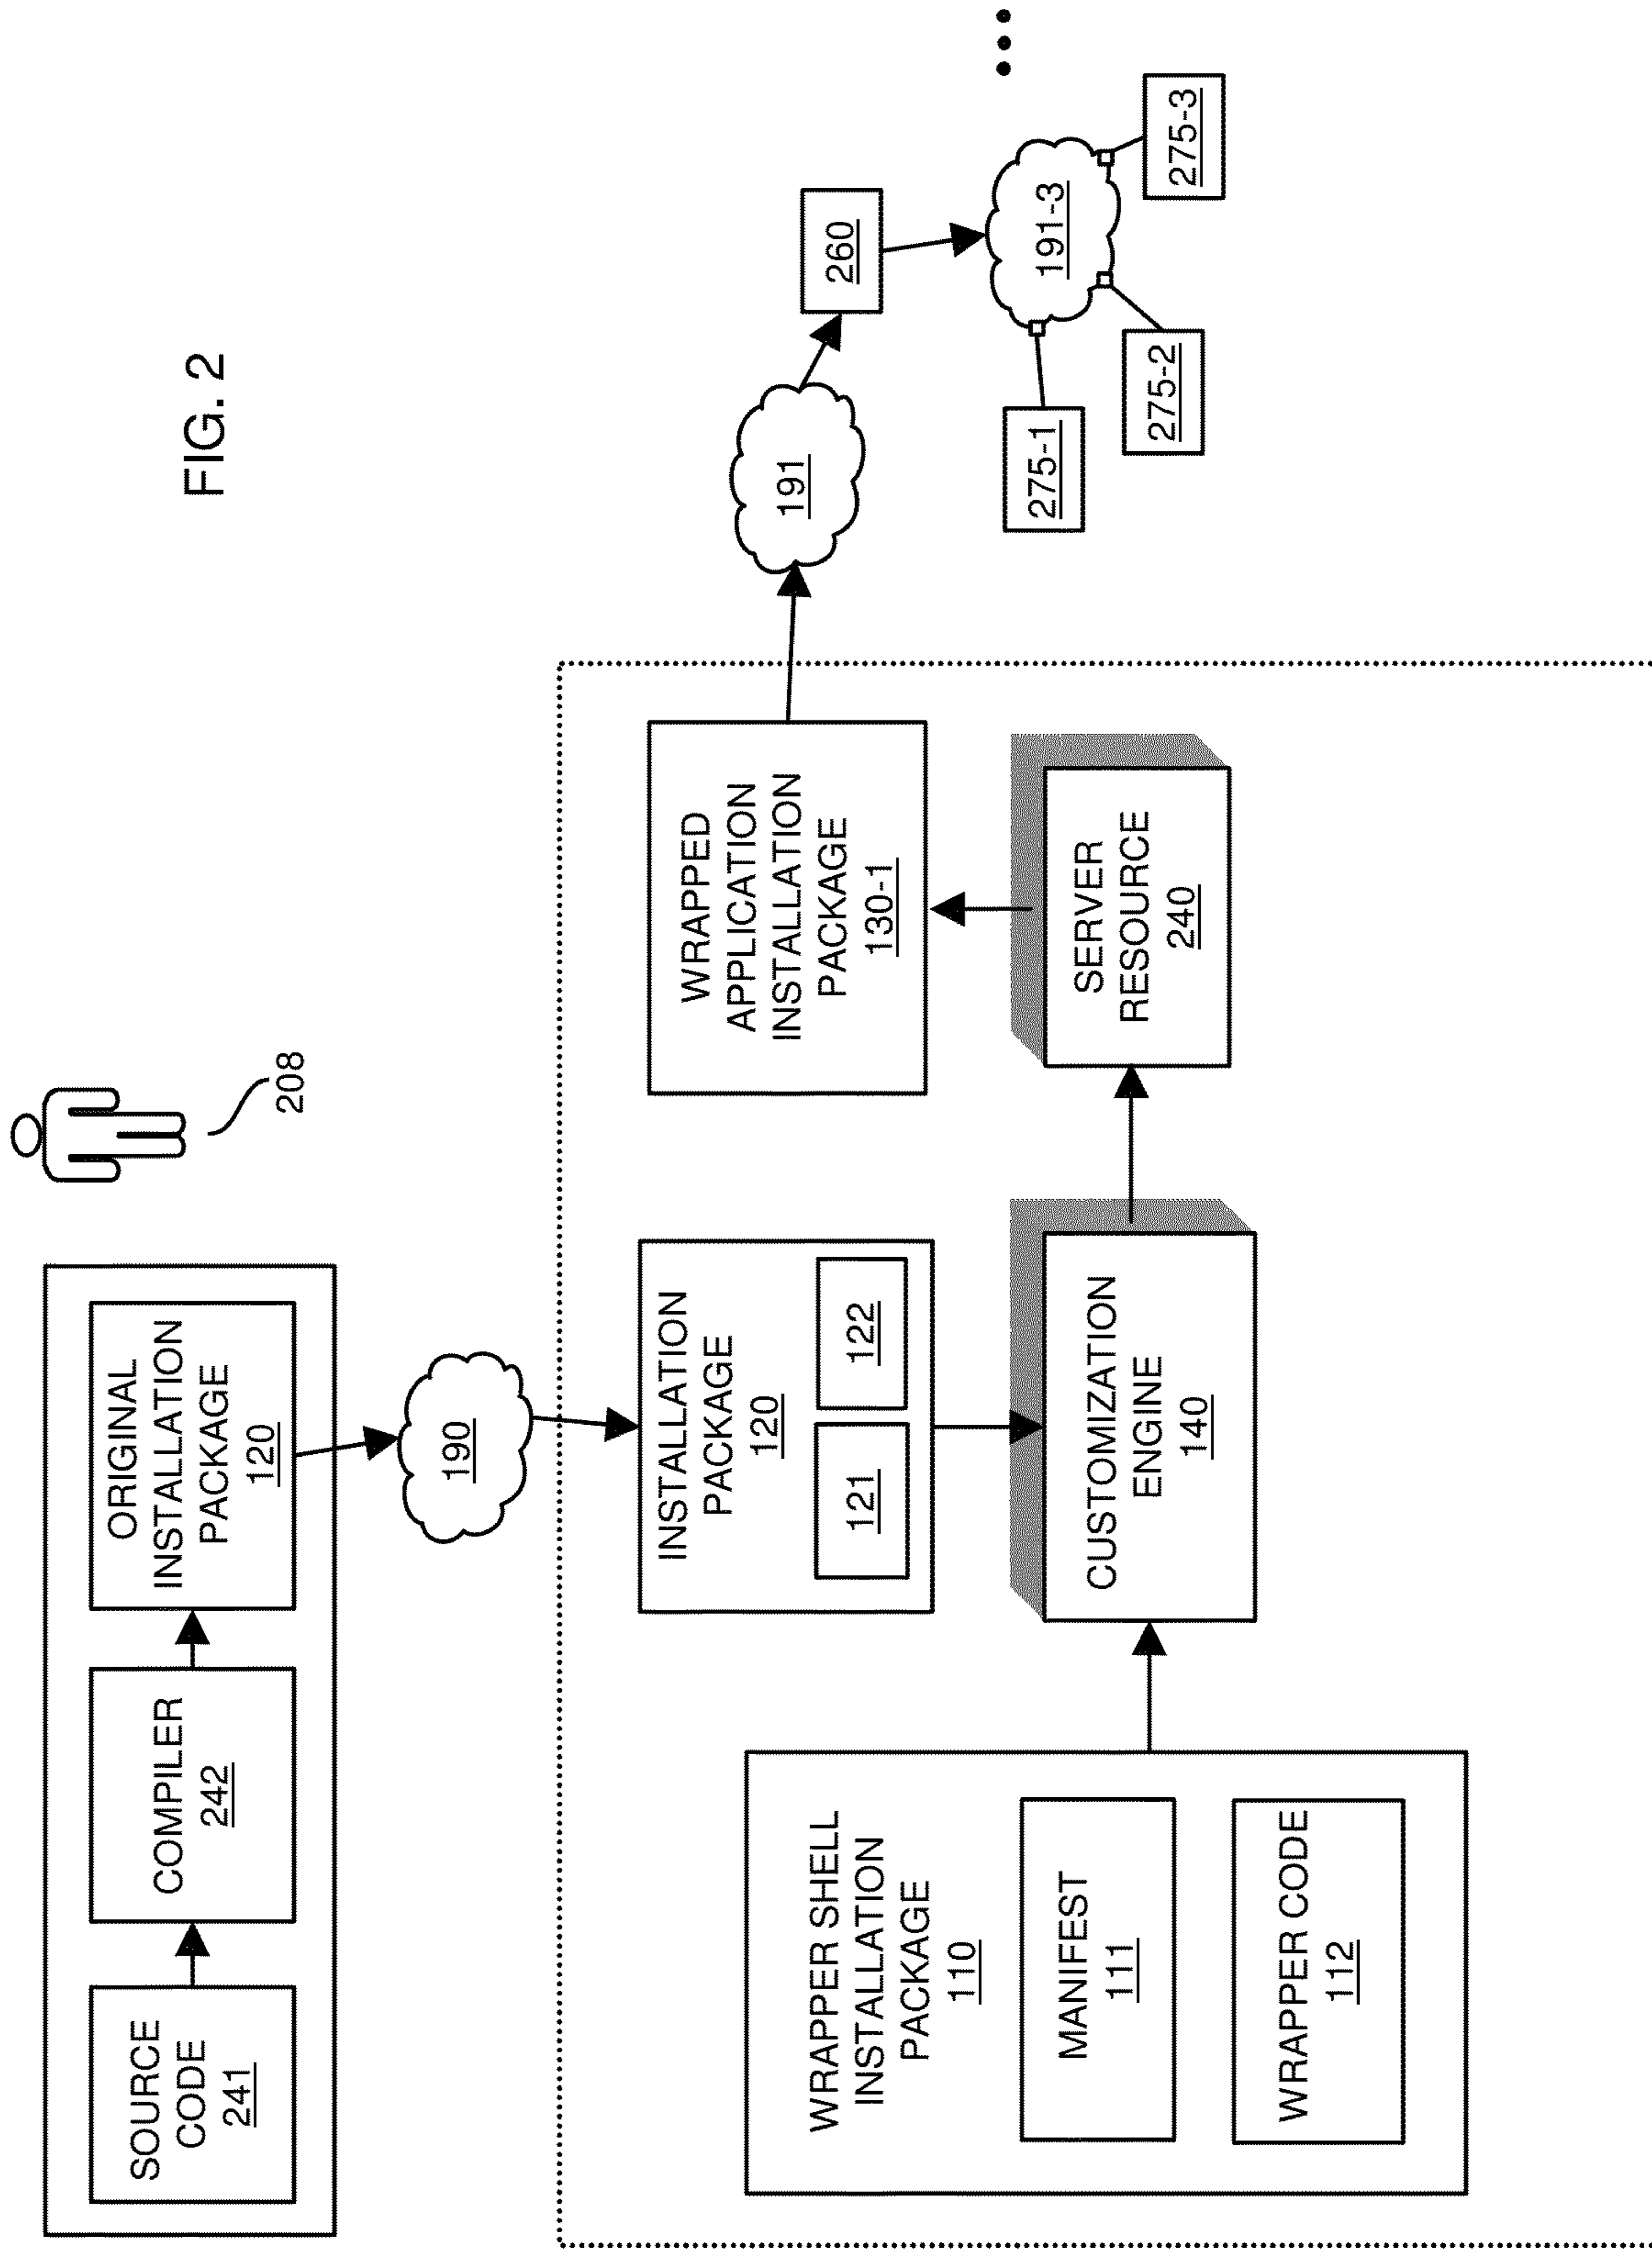 FIG. 2
208
SOURCE
CODE
241
COMPILER
242
ORIGINAL
INSTALLATION
PACKAGE
120
190
INSTALLATION
PACKAGE
120
121
122
WRAPPED
APPLICATION
INSTALLATION
PACKAGE
130-1
191
260
191-3
275-1
275-2
275-3
WRAPPER SHELL
INSTALLATION
PACKAGE
110
MANIFEST
111
WRAPPER CODE
112
CUSTOMIZATION
ENGINE
140
SERVER
RESOURCE
240